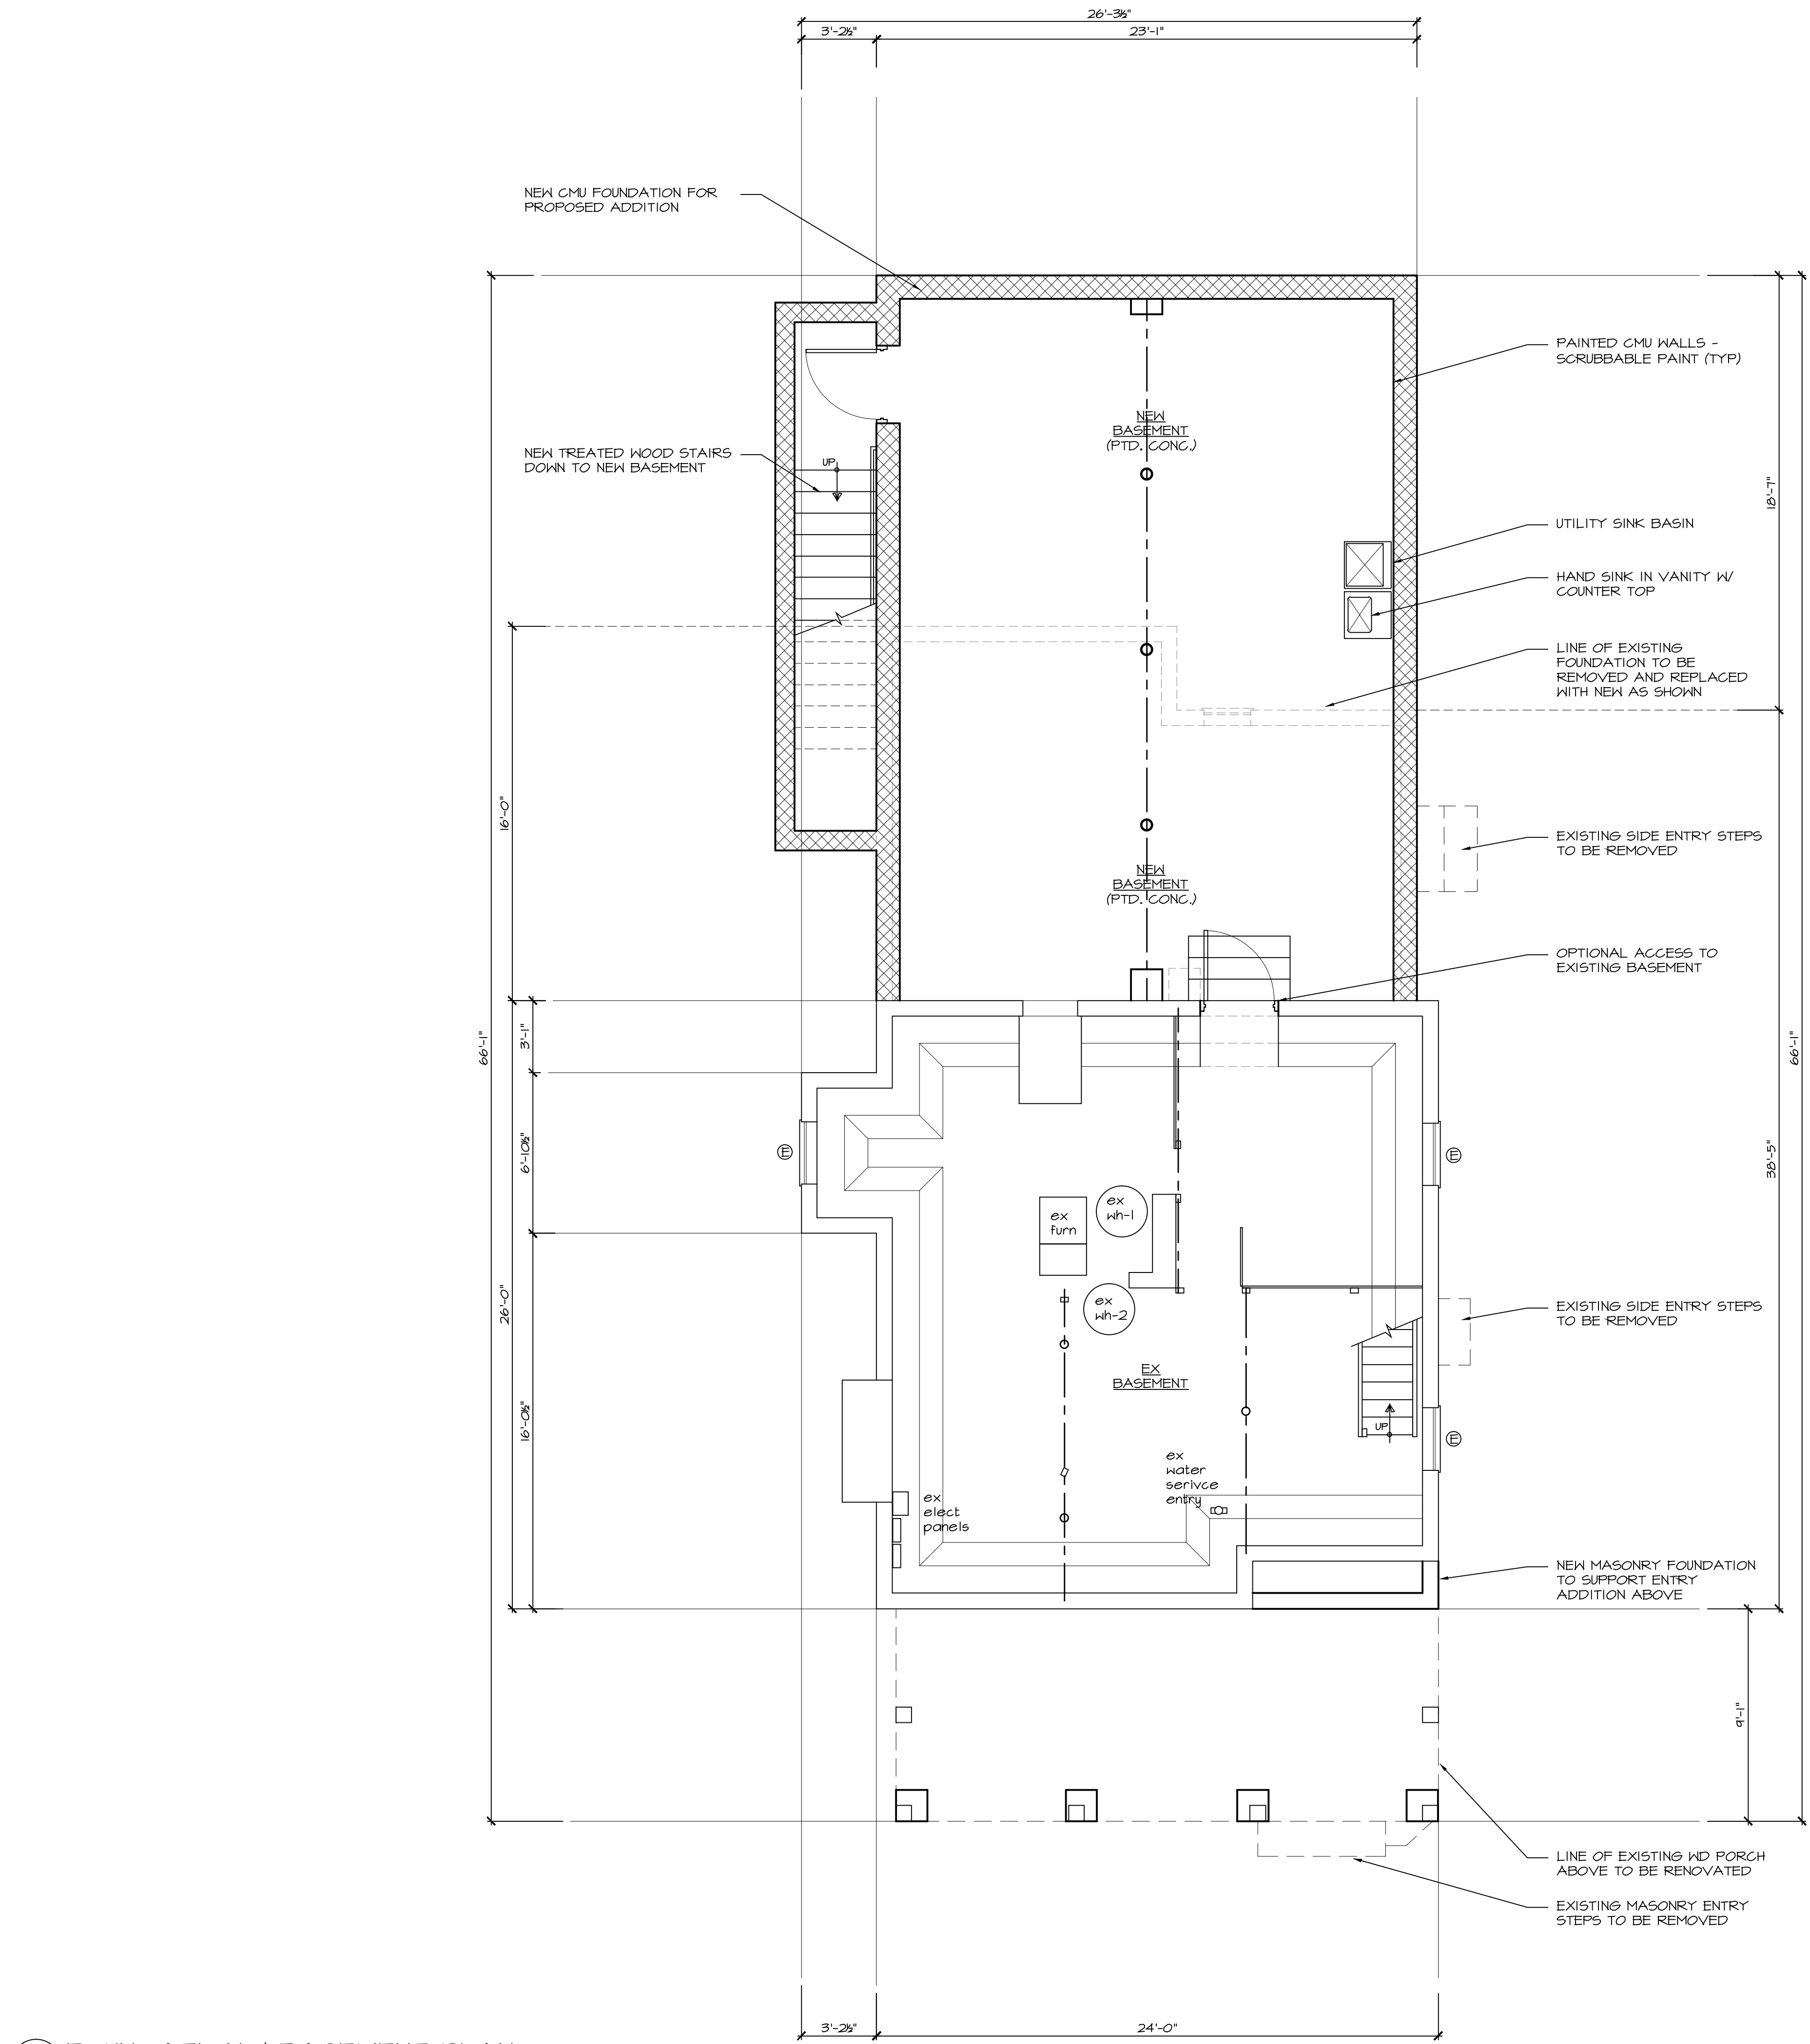 26'-3½"
3'-2½"
23'-1"
NEW CMU FOUNDATION FOR
PROPOSED ADDITION
PAINTED CMU WALLS -
SCRUBBABLE PAINT (TYP)
NEW
BASEMENT
(PTD. CONC.)
NEW TREATED WOOD STAIRS
DOWN TO NEW BASEMENT
UP
18'-7"
UTILITY SINK BASIN
HAND SINK IN VANITY W/
COUNTER TOP
LINE OF EXISTING
FOUNDATION TO BE
REMOVED AND REPLACED
WITH NEW AS SHOWN
16'-0"
EXISTING SIDE ENTRY STEPS
TO BE REMOVED
NEW
BASEMENT
(PTD. CONC.)
OPTIONAL ACCESS TO
EXISTING BASEMENT
66'-1"
3'-1"
66'-1"
6'-10½"
E
E
38'-5"
ex
furn
ex
wh-1
26'-0"
ex
wh-2
EXISTING SIDE ENTRY STEPS
TO BE REMOVED
EX
BASEMENT
16'-0½"
UP
E
ex
water
serivce
entry
ex
elect
panels
NEW MASONRY FOUNDATION
TO SUPPORT ENTRY
ADDITION ABOVE
9'-1"
LINE OF EXISTING WD PORCH
ABOVE TO BE RENOVATED
EXISTING MASONRY ENTRY
STEPS TO BE REMOVED
3'-2½"
24'-0"